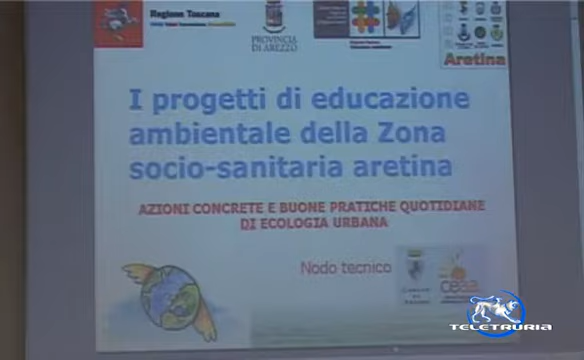 Regione Toscana
PROVINCIA
DI AREZZO
Aretina
I progetti di educazione
ambientale della Zona
socio-sanitaria aretina
AZIONI CONCRETE E BUONE PRATICHE QUOTIDIANE
DI ECOLOGIA URBANA
Nodo tecnico
TELETRURIA